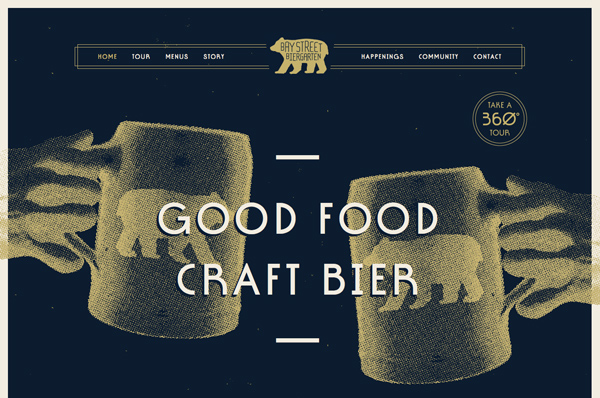 HOME TOUR MENUS STORY
BAY STREET
BIERGARTEN
HAPPENINGS COMMUNITY CONTACT
TAKE A
360°
TOUR
GOOD FOOD
CRAFT BIER